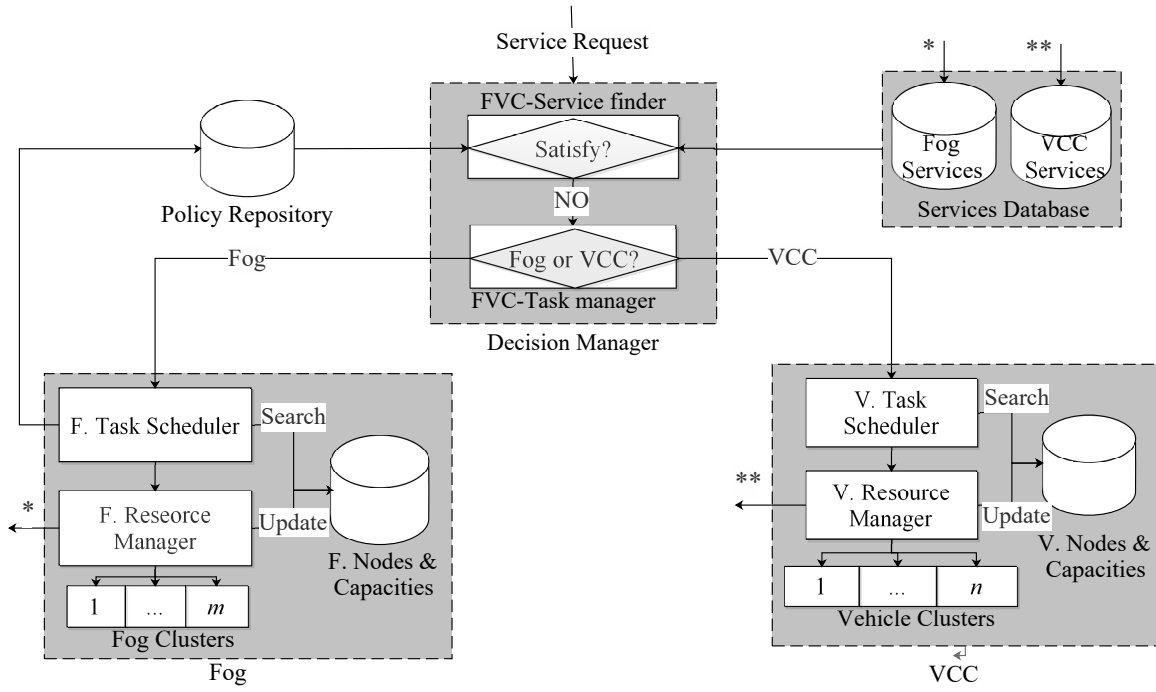 Service Request
*
**
FVC-Service finder
Satisfy?
Fog
Services
VCC
Services
Services Database
Policy Repository
NO
Fog
Fog or VCC?
VCC
FVC-Task manager
Decision Manager
F. Task Scheduler
Search
*
F. Reseorce
Manager
Update
F. Nodes &
Capacities
1
...
m
Fog Clusters
Fog
V. Task
Scheduler
Search
**
V. Resource
Manager
Update
V. Nodes &
Capacities
1
...
n
Vehicle Clusters
VCC